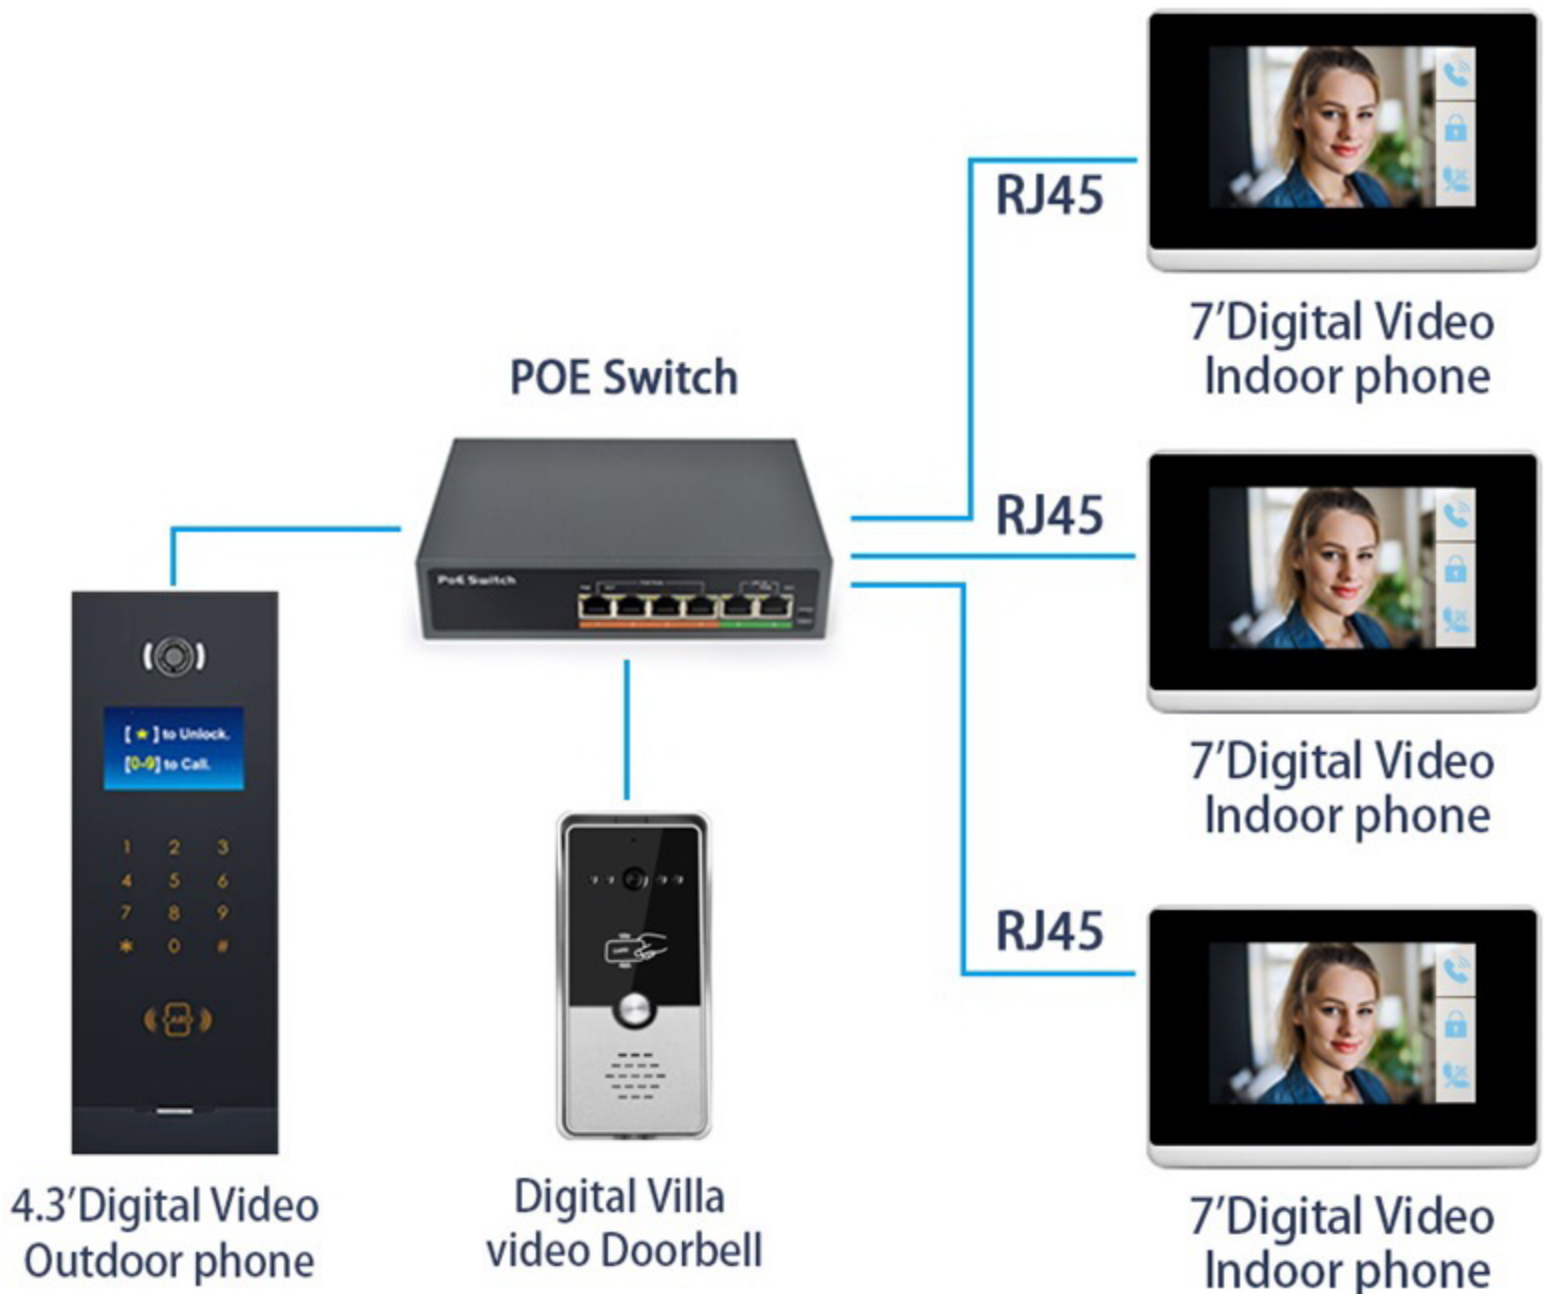 RJ45
7'Digital Video
Indoor phone
POE Switch
RJ45
PoE Switch
7'Digital Video
Indoor phone
[ ★ ] to Unlock.
[0-9] to Call.
1 2 3
4 5 6
7 8 9
* 0 #
RJ45
4.3'Digital Video
Outdoor phone
Digital Villa
video Doorbell
7'Digital Video
Indoor phone